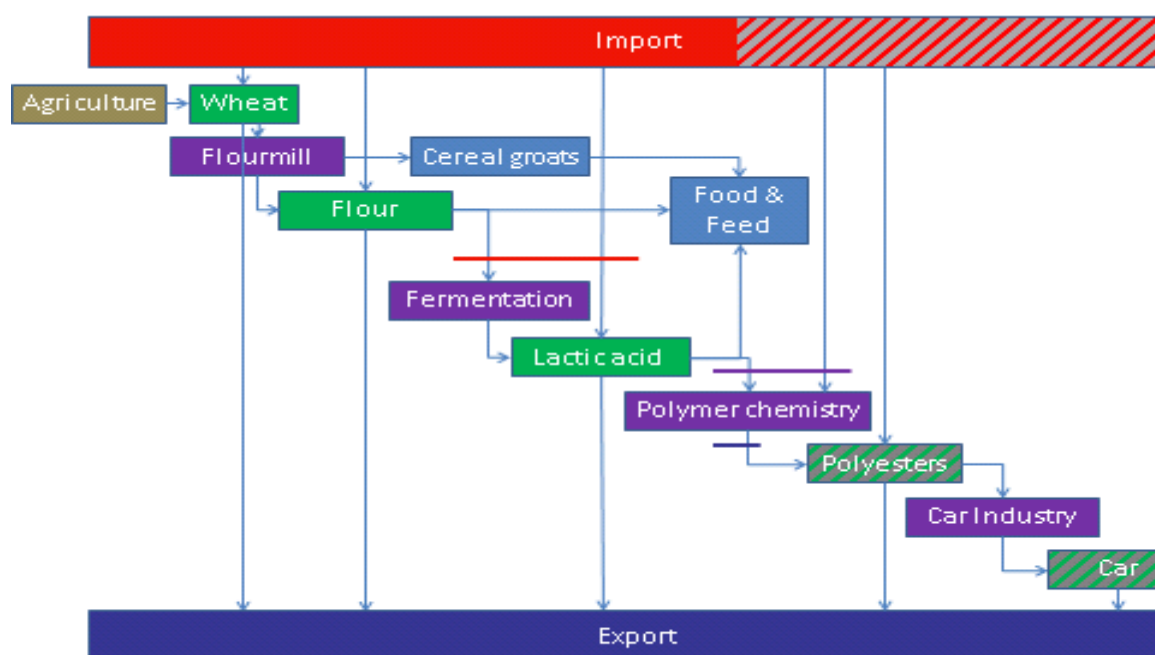 Import
Agriculture
Wheat
Flourmill
Cereal groats
Food &
Feed
Flour
Fermentation
Lactic acid
Polymer chemistry
Polyesters
Car Industry
Car
Export